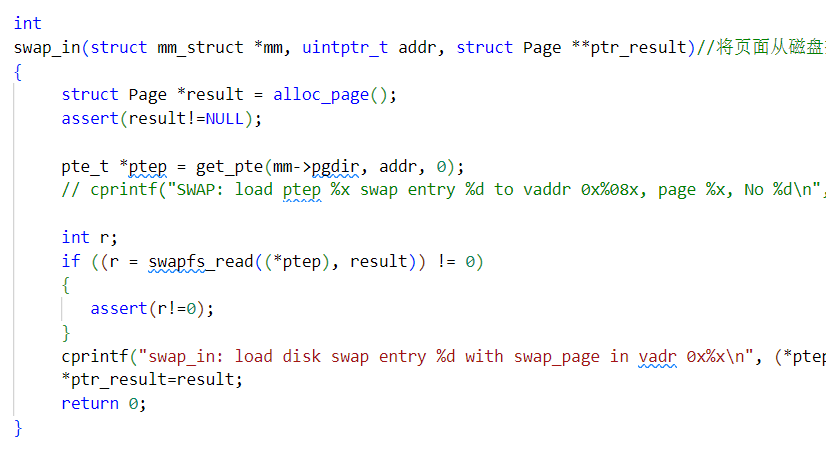 int
swap_in(struct mm_struct *mm, uintptr_t addr, struct Page **ptr_result)//将页面从磁盘
{
    struct Page *result = alloc_page();
    assert(result!=NULL);

    pte_t *ptep = get_pte(mm->pgdir, addr, 0);
    // cprintf("SWAP: load ptep %x swap entry %d to vaddr 0x%08x, page %x, No %d\n",

    int r;
    if ((r = swapfs_read((*ptep), result)) != 0)
    {
       assert(r!=0);
    }
    cprintf("swap_in: load disk swap entry %d with swap_page in vadr 0x%x\n", (*ptep
    *ptr_result=result;
    return 0;
}